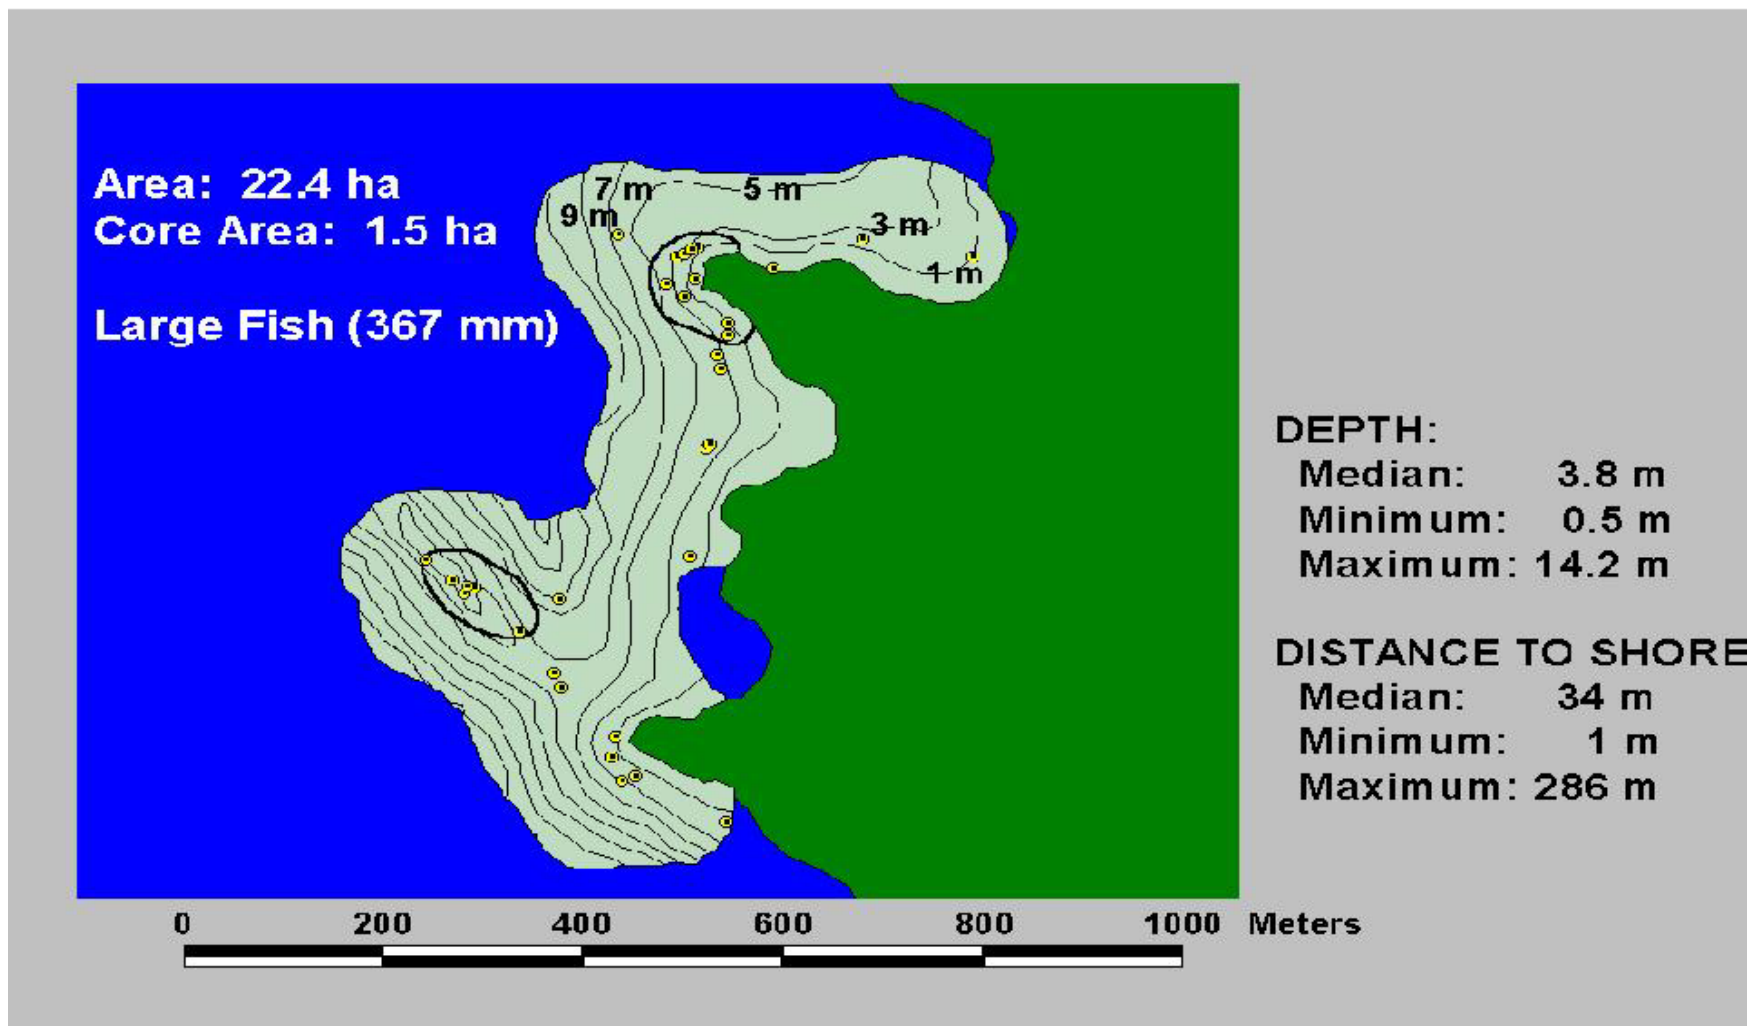 Area: 22.4 ha
Core Area: 1.5 ha
Large Fish (367 mm)
7 m
5 m
9 m
3 m
1 m
DEPTH:
Median: 3.8 m
Minimum: 0.5 m
Maximum: 14.2 m
DISTANCE TO SHORE
Median: 34 m
Minimum: 1 m
Maximum: 286 m
0 200 400 600 800 1000 Meters